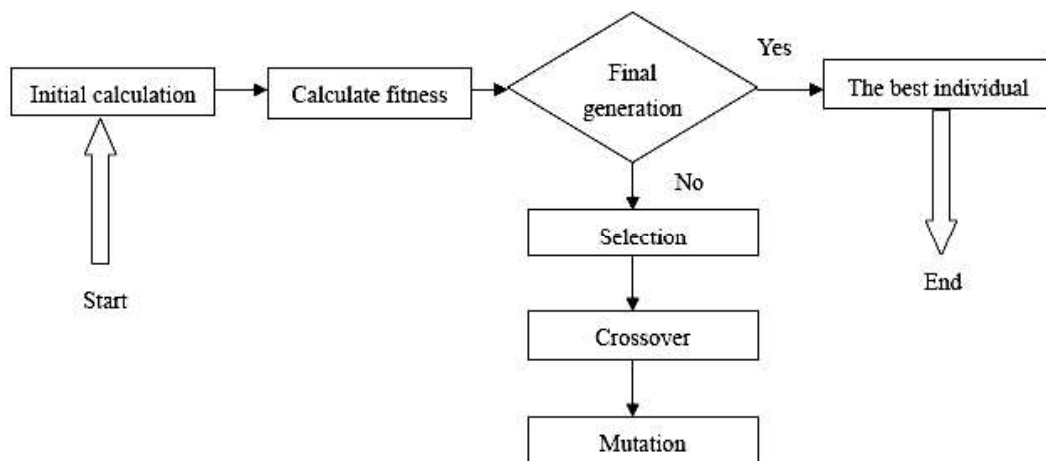 Initial calculation
Calculate fitness
Final
generation
Yes
The best individual
No
Selection
Start
End
Crossover
Mutation